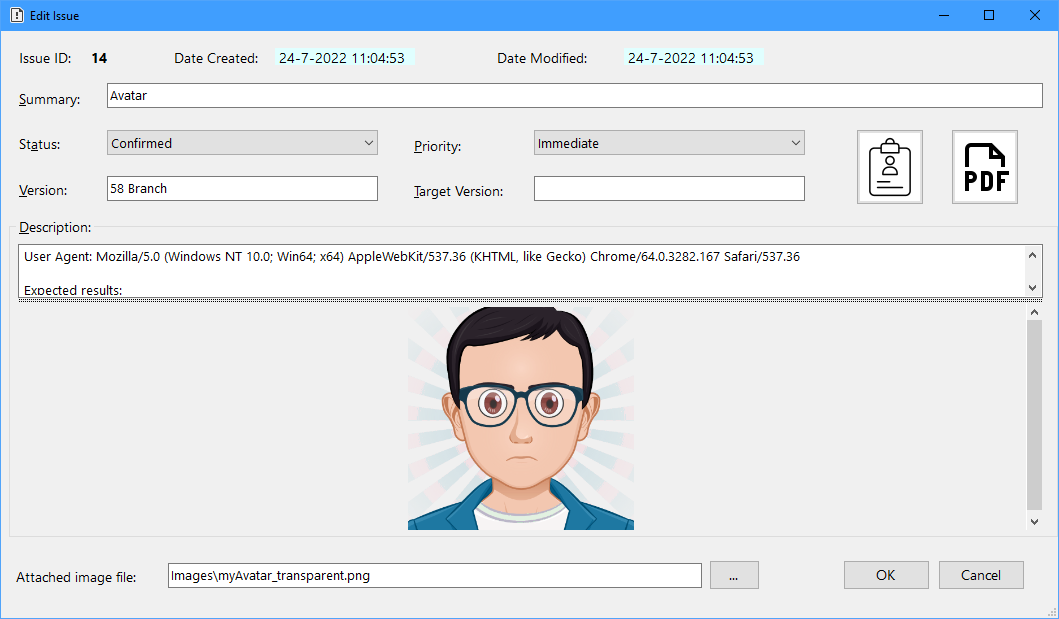 Edit Issue
Issue ID: 14 Date Created: 24-7-2022 11:04:53 Date Modified: 24-7-2022 11:04:53
Summary: Avatar
Status: Confirmed Priority: Immediate
Version: 58 Branch Target Version:
PDF
Description:
User Agent: Mozilla/5.0 (Windows NT 10.0; Win64; x64) AppleWebKit/537.36 (KHTML, like Gecko) Chrome/64.0.3282.167 Safari/537.36
Expected results:
Attached image file: Images\myAvatar_transparent.png ... OK Cancel